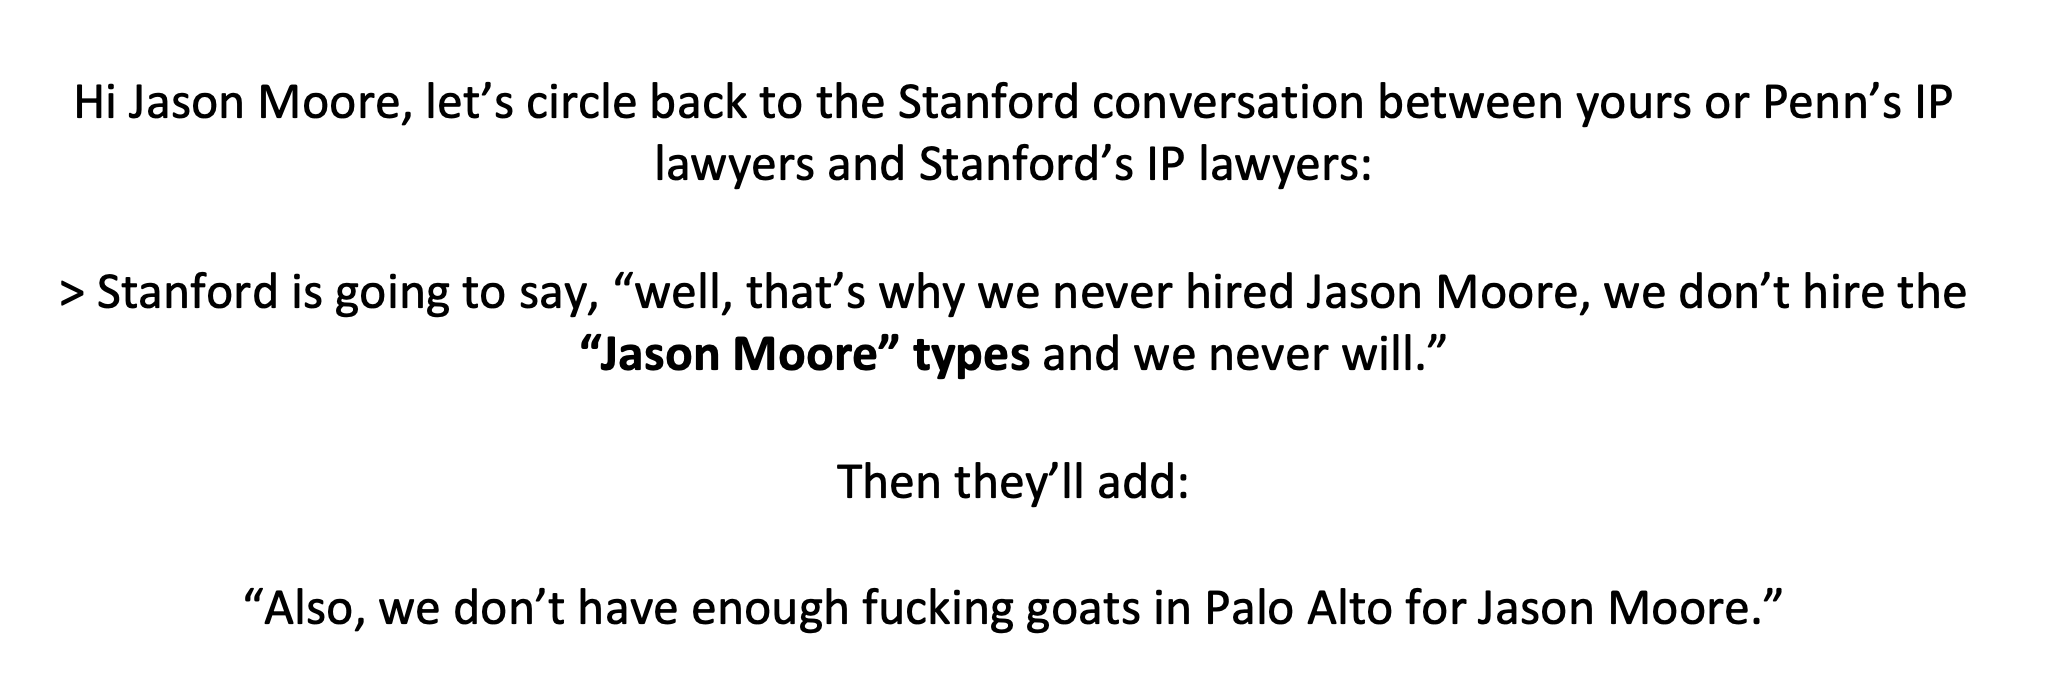 Hi Jason Moore, let’s circle back to the Stanford conversation between yours or Penn’s IP
lawyers and Stanford’s IP lawyers:
> Stanford is going to say, “well, that’s why we never hired Jason Moore, we don’t hire the
“Jason Moore” types and we never will.”
Then they’ll add:
“Also, we don’t have enough fucking goats in Palo Alto for Jason Moore.”